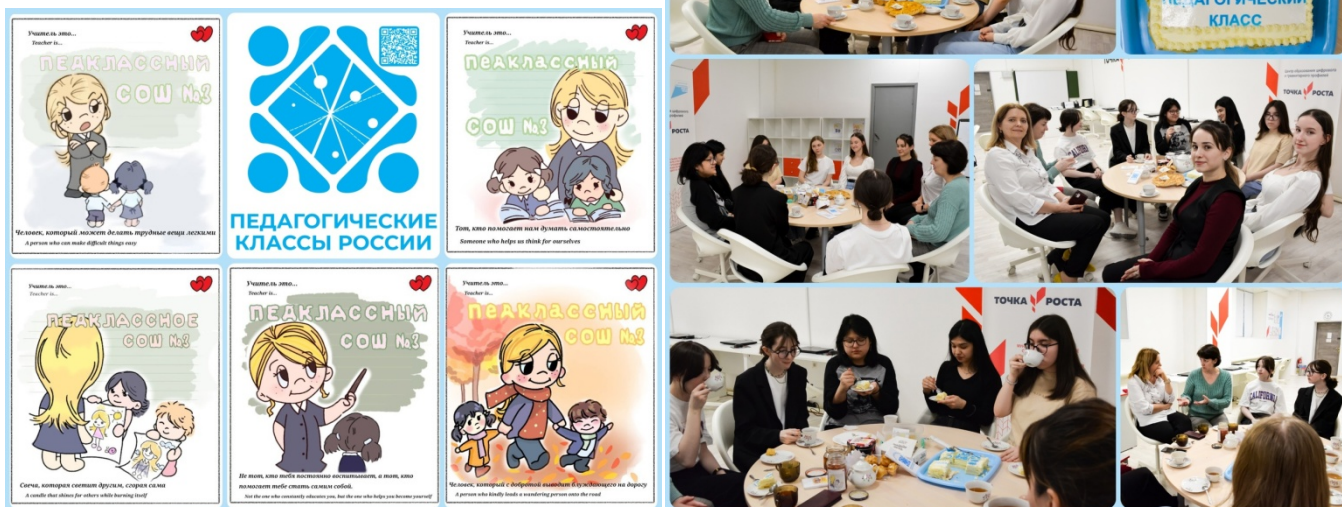 Учитель это...
Teacher is...
ПЕДКЛАССНЫЙ
СОШ №3
Человек, который может делать трудные вещи легкими
A person who can make difficult things easy
ПЕДАГОГИЧЕСКИЕ
КЛАССЫ РОССИИ
Учитель это...
Teacher is...
ПЕДКЛАССНЫЙ
СОШ №3
Тот, кто помогает нам думать самостоятельно
Someone who helps us think for ourselves
Учитель это...
Teacher is...
ПЕДКЛАССНОЕ
СОШ №3
Свеча, которая светит другим, сгорая сама
A candle that shines for others while burning itself
Учитель это...
Teacher is...
ПЕДКЛАССНЫЙ
СОШ №3
Не тот, кто тебя постоянно воспитывает, а тот, кто
помогает тебе стать самим собой.
Not the one who constantly educates you, but the one who helps you become yourself
Учитель это...
Teacher is...
ПЕДКЛАССНЫЙ
СОШ №3
Человек, который с добротой выводит блуждающего на дорогу
A person who kindly leads a wandering person onto the road
ПЕДАГОГИЧЕСКИЙ
КЛАСС
РОСТА
ТОЧКА РОСТА
ТОЧКА РОСТА
CALIFORNIA